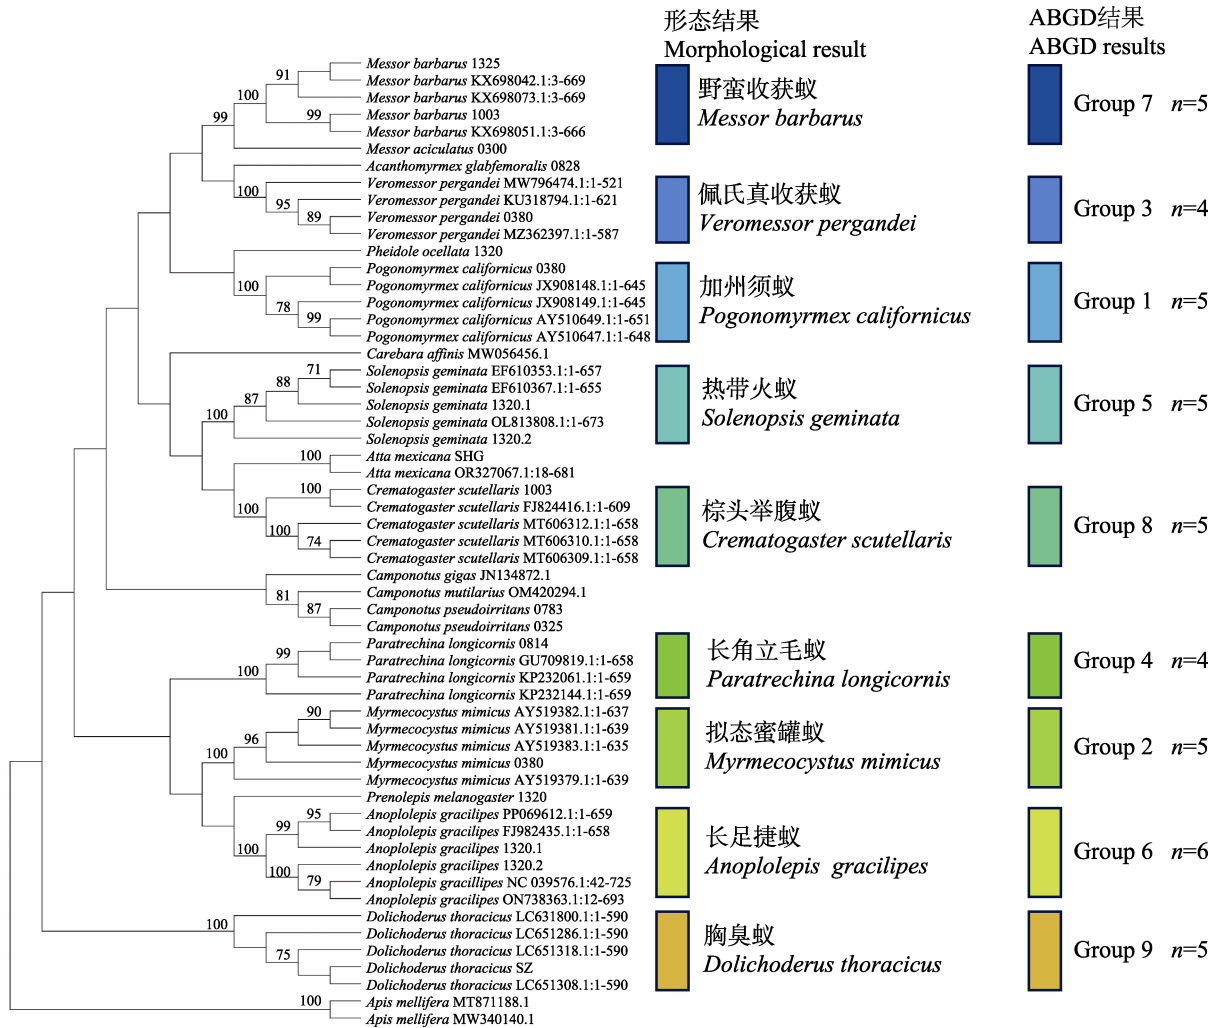 形态结果
Morphological result
ABGD结果
ABGD results
Messor barbarus 1325
Messor barbarus KX698042.1:3-669
Messor barbarus KX698073.1:3-669
Messor barbarus 1003
Messor barbarus KX698051.1:3-666
Messor aciculatus 0300
Acanthomyrmex glabfemoralis 0828
Veromessor pergandei MW796474.1:1-521
Veromessor pergandei KU318794.1:1-621
Veromessor pergandei 0380
Veromessor pergandei MZ362397.1:1-587
Pheidole ocellata 1320
Pogonomyrmex californicus 0380
Pogonomyrmex californicus JX908148.1:1-645
Pogonomyrmex californicus JX908149.1:1-645
Pogonomyrmex californicus AY510649.1:1-651
Pogonomyrmex californicus AY510647.1:1-648
Carebara affinis MW056456.1
Solenopsis geminata EF610353.1:1-657
Solenopsis geminata EF610367.1:1-655
Solenopsis geminata 1320.1
Solenopsis geminata OL813808.1:1-673
Solenopsis geminata 1320.2
Atta mexicana SHG
Atta mexicana OR327067.1:18-681
Crematogaster scutellaris 1003
Crematogaster scutellaris FJ824416.1:1-609
Crematogaster scutellaris MT606312.1:1-658
Crematogaster scutellaris MT606310.1:1-658
Crematogaster scutellaris MT606309.1:1-658
Camponotus gigas JN134872.1
Camponotus mutilarius OM420294.1
Camponotus pseudoirritans 0783
Camponotus pseudoirritans 0325
Paratrechina longicornis 0814
Paratrechina longicornis GU709819.1:1-658
Paratrechina longicornis KP232061.1:1-659
Paratrechina longicornis KP232144.1:1-659
Myrmecocystus mimicus AY519382.1:1-637
Myrmecocystus mimicus AY519381.1:1-639
Myrmecocystus mimicus AY519383.1:1-635
Myrmecocystus mimicus 0380
Myrmecocystus mimicus AY519379.1:1-639
Prenolepis melanogaster 1320
Anoplolepis gracilipes PP069612.1:1-659
Anoplolepis gracilipes FJ982435.1:1-658
Anoplolepis gracilipes 1320.1
Anoplolepis gracilipes 1320.2
Anoplolepis gracillipes NC 039576.1:42-725
Anoplolepis gracilipes ON738363.1:12-693
Dolichoderus thoracicus LC631800.1:1-590
Dolichoderus thoracicus LC651286.1:1-590
Dolichoderus thoracicus LC651318.1:1-590
Dolichoderus thoracicus SZ
Dolichoderus thoracicus LC651308.1:1-590
Apis mellifera MT871188.1
Apis mellifera MW340140.1
91
100
99
99
100
95
89
100
78
99
71
88
87
100
100
100
100
100
74
81
87
99
100
90
96
100
95
99
100
100
79
100
75
100
野蛮收获蚁
Messor barbarus
Group 7 n=5
佩氏真收获蚁
Veromessor pergandei
Group 3 n=4
加州须蚁
Pogonomyrmex californicus
Group 1 n=5
热带火蚁
Solenopsis geminata
Group 5 n=5
棕头举腹蚁
Crematogaster scutellaris
Group 8 n=5
长角立毛蚁
Paratrechina longicornis
Group 4 n=4
拟态蜜罐蚁
Myrmecocystus mimicus
Group 2 n=5
长足捷蚁
Anoplolepis gracilipes
Group 6 n=6
胸臭蚁
Dolichoderus thoracicus
Group 9 n=5